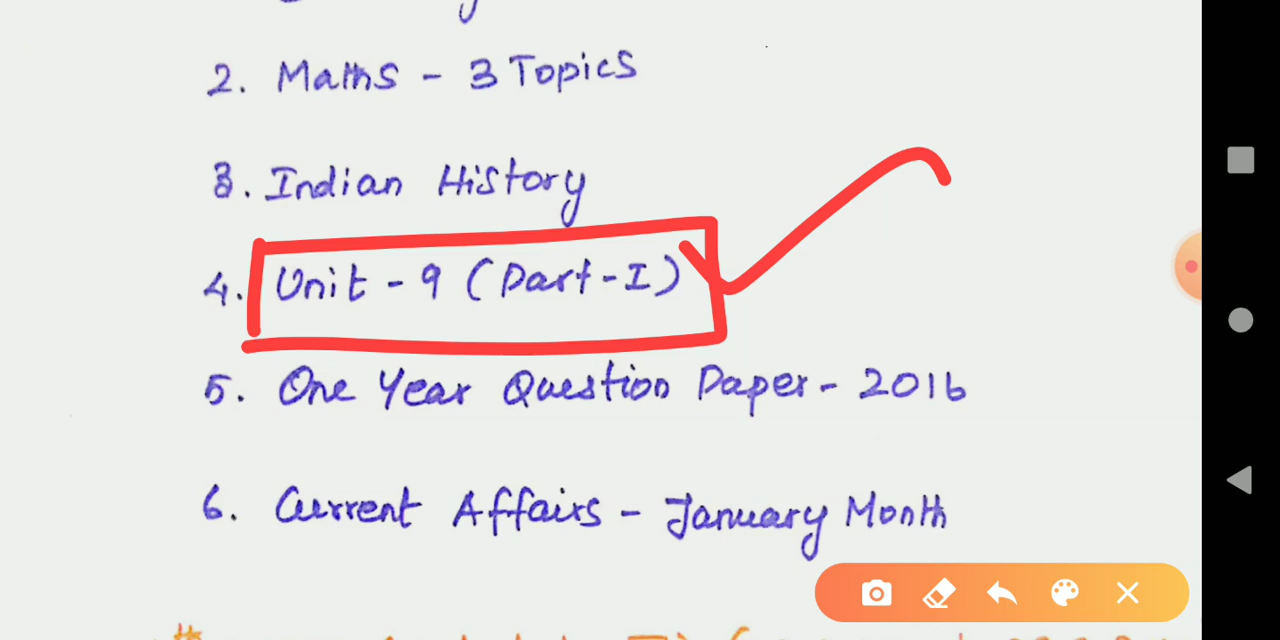 2. Maths - 3 Topics
3. Indian History
4. Unit - 9 (Part-I)
5. One Year Question Paper - 2016
6. Current Affairs - January Month